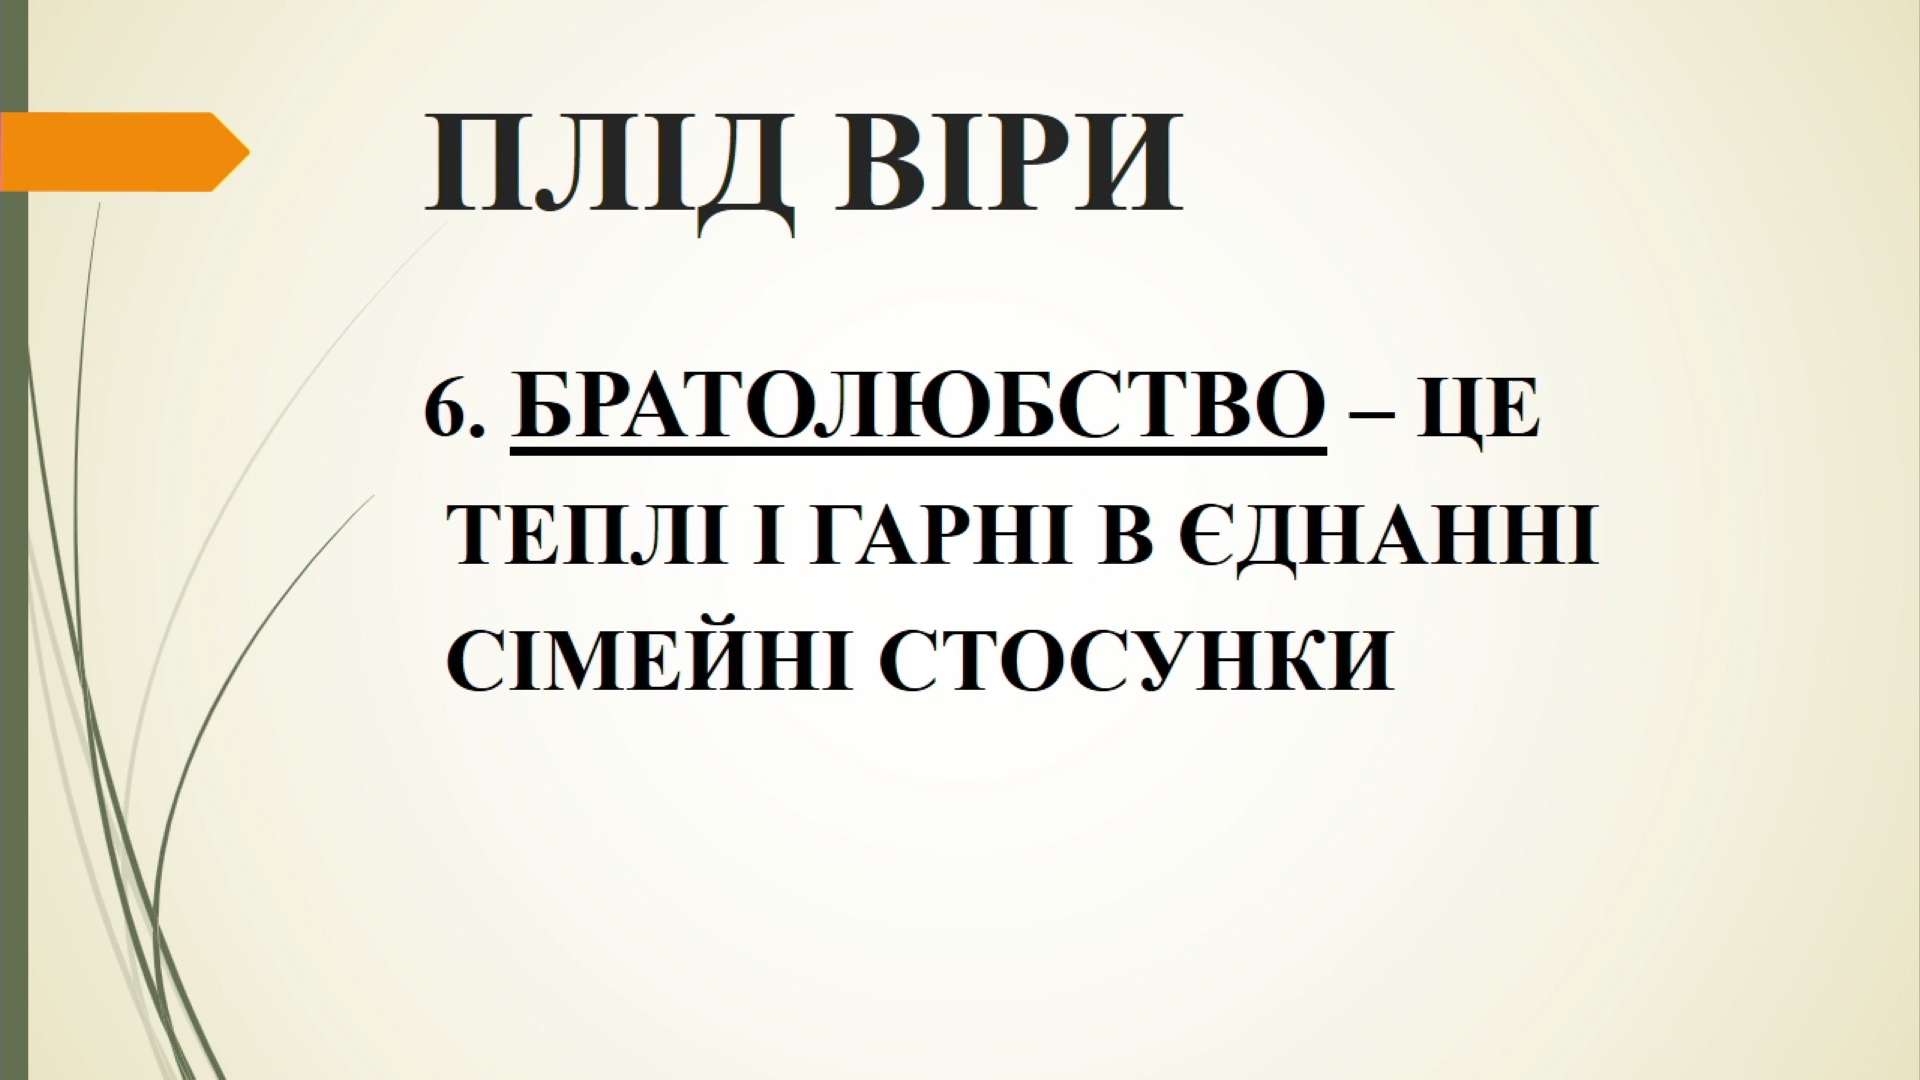 ПЛІД ВІРИ
6. БРАТОЛЮБСТВО – ЦЕ
ТЕПЛІ І ГАРНІ В ЄДНАННІ
СІМЕЙНІ СТОСУНКИ